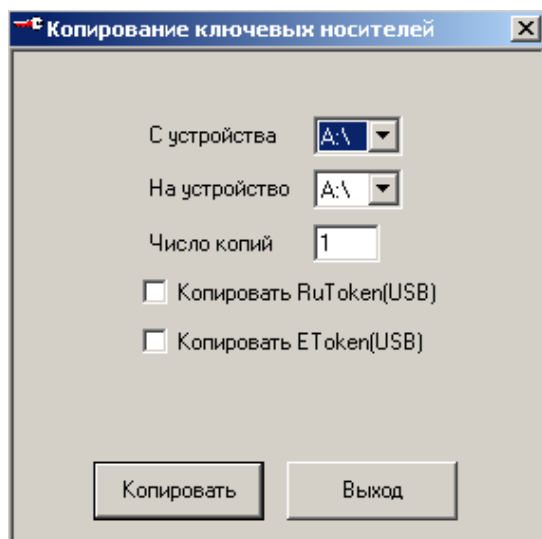 Копирование ключевых носителей
С устройства A:\
На устройство A:\
Число копий 1
Копировать RuToken(USB)
Копировать EToken(USB)
Копировать Выход